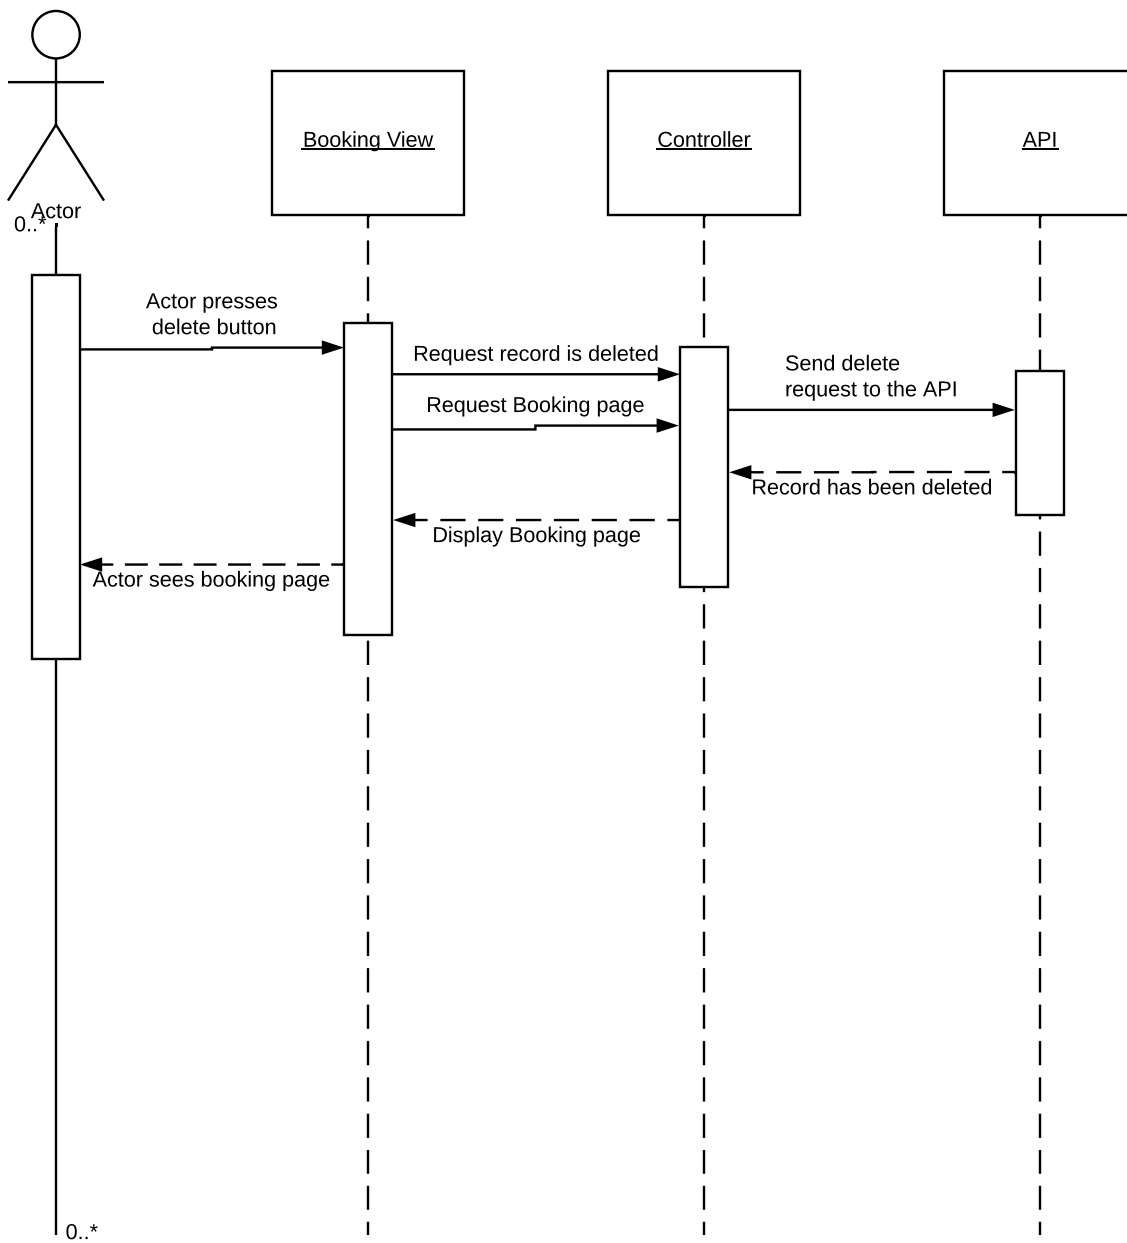 Booking View
Controller
API
Actor
0..*
Actor presses
delete button
Request record is deleted
Send delete
request to the API
Request Booking page
Record has been deleted
Display Booking page
Actor sees booking page
0..*